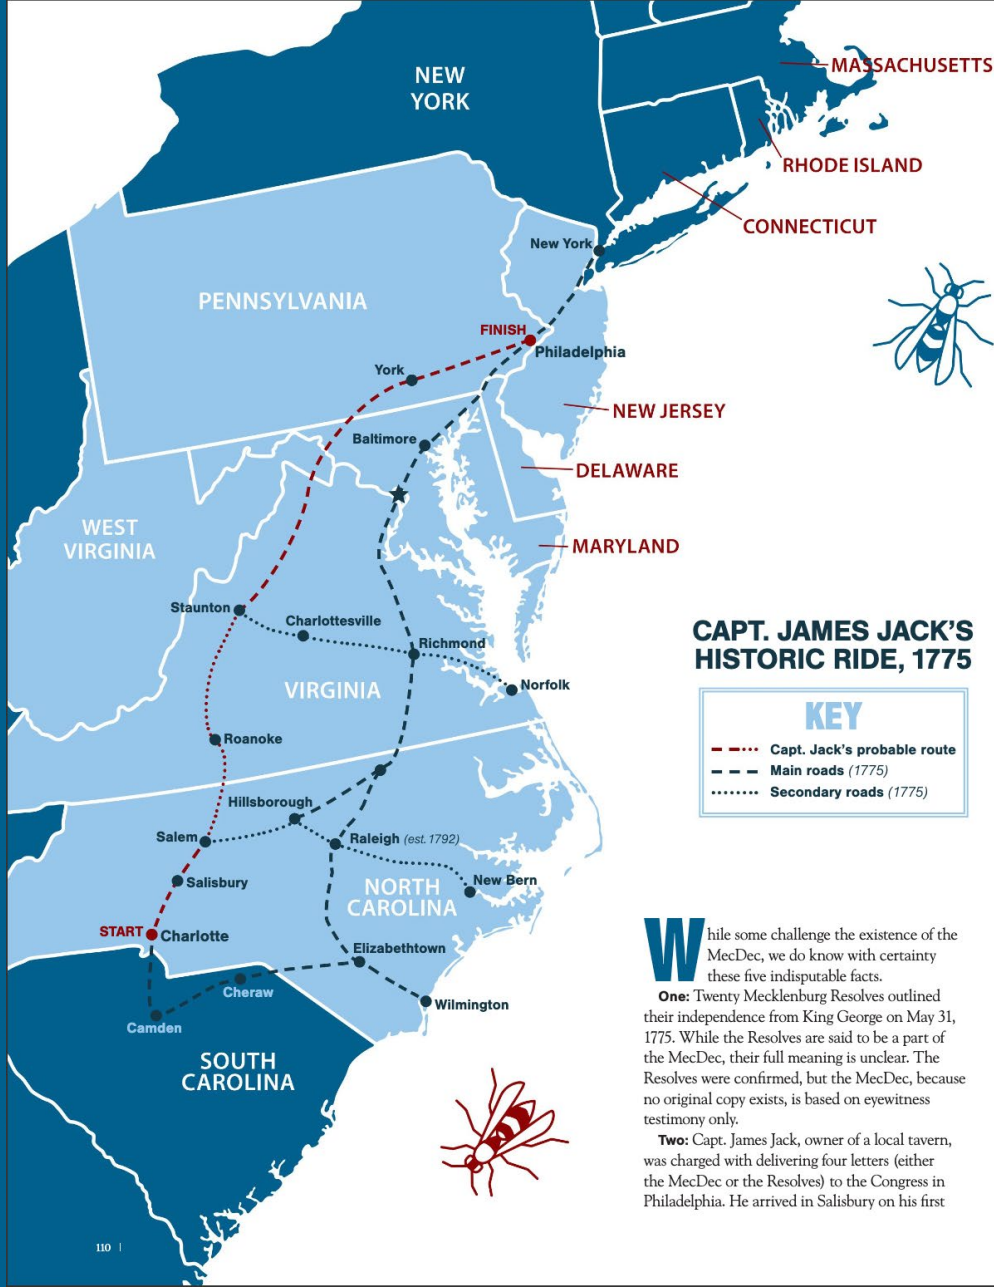 NEW
YORK
MASSACHUSETTS
RHODE ISLAND
CONNECTICUT
New York
PENNSYLVANIA
FINISH
Philadelphia
York
NEW JERSEY
Baltimore
DELAWARE
WEST
VIRGINIA
MARYLAND
Staunton
Charlottesville
Richmond
VIRGINIA
Norfolk
Roanoke
Hillsborough
Salem
Raleigh (est.1792)
Salisbury
New Bern
NORTH
CAROLINA
START
Charlotte
Elizabethtown
Cheraw
Wilmington
Camden
SOUTH
CAROLINA
CAPT. JAMES JACK'S
HISTORIC RIDE, 1775
KEY
Capt. Jack's probable route
Main roads (1775)
Secondary roads (1775)
While some challenge the existence of the
MecDec, we do know with certainty
these five indisputable facts.
One: Twenty Mecklenburg Resolves outlined
their independence from King George on May 31,
1775. While the Resolves are said to be a part of
the MecDec, their full meaning is unclear. The
Resolves were confirmed, but the MecDec, because
no original copy exists, is based on eyewitness
testimony only.
Two: Capt. James Jack, owner of a local tavern,
was charged with delivering four letters (either
the MecDec or the Resolves) to the Congress in
Philadelphia. He arrived in Salisbury on his first
110 |